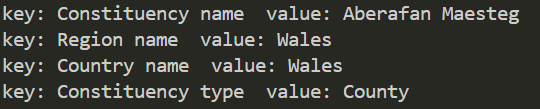 key: Constituency name  value: Aberafan Maesteg
key: Region name  value: Wales
key: Country name  value: Wales
key: Constituency type  value: County